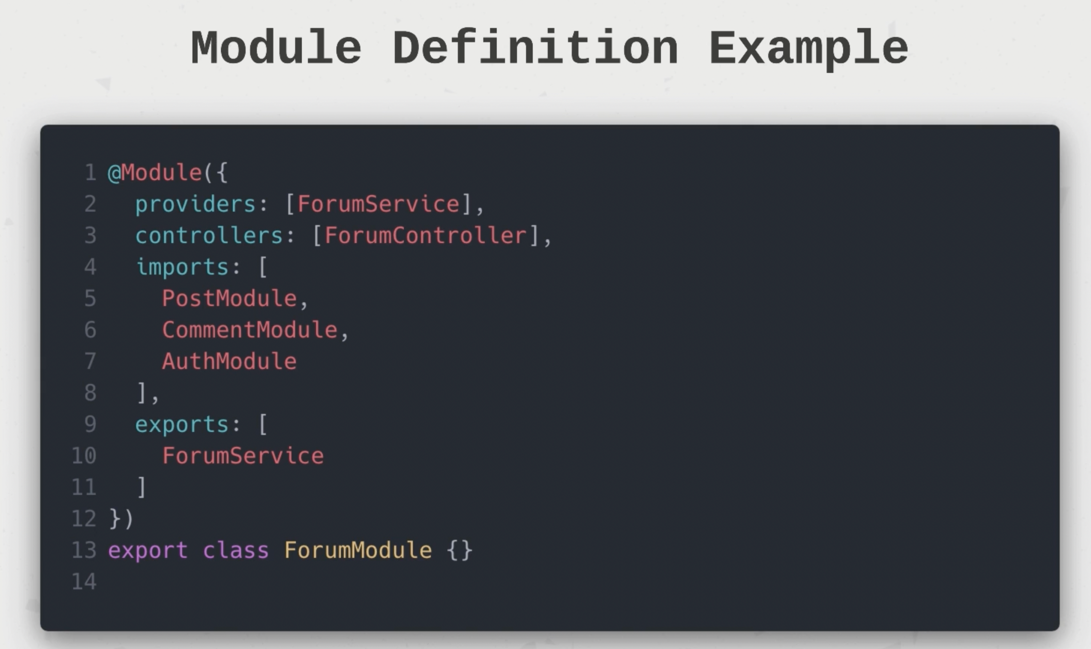 Module Definition Example
1 @Module({
2   providers: [ForumService],
3   controllers: [ForumController],
4   imports: [
5     PostModule,
6     CommentModule,
7     AuthModule
8   ],
9   exports: [
10     ForumService
11   ]
12 })
13 export class ForumModule {}
14